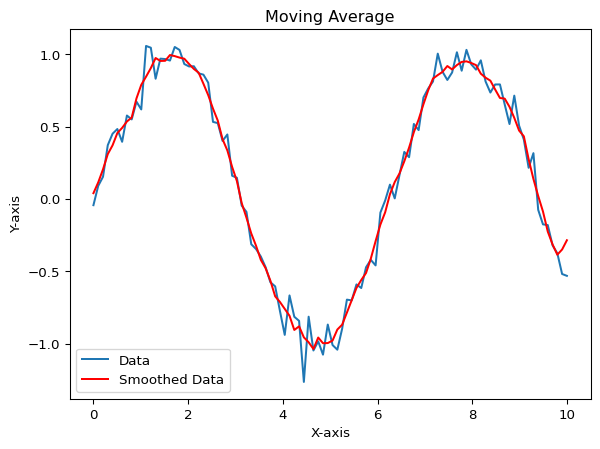 Moving Average
1.0
0.5
0.0
−0.5
−1.0
Y-axis
Data
Smoothed Data
0 2 4 6 8 10
X-axis